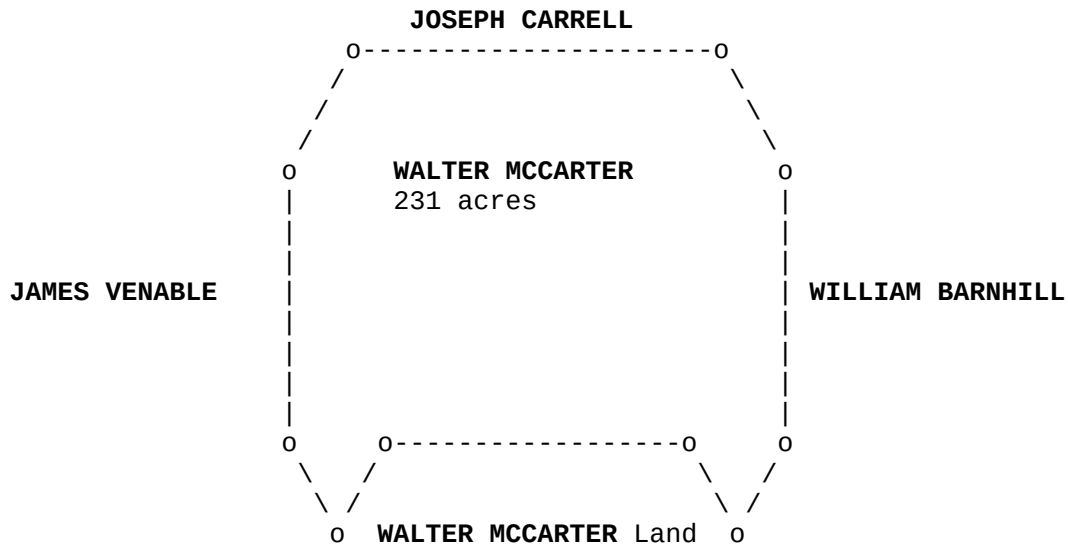 JOSEPH CARRELL
WALTER MCCARTER
231 acres
JAMES VENABLE
WILLIAM BARNHILL
WALTER MCCARTER Land